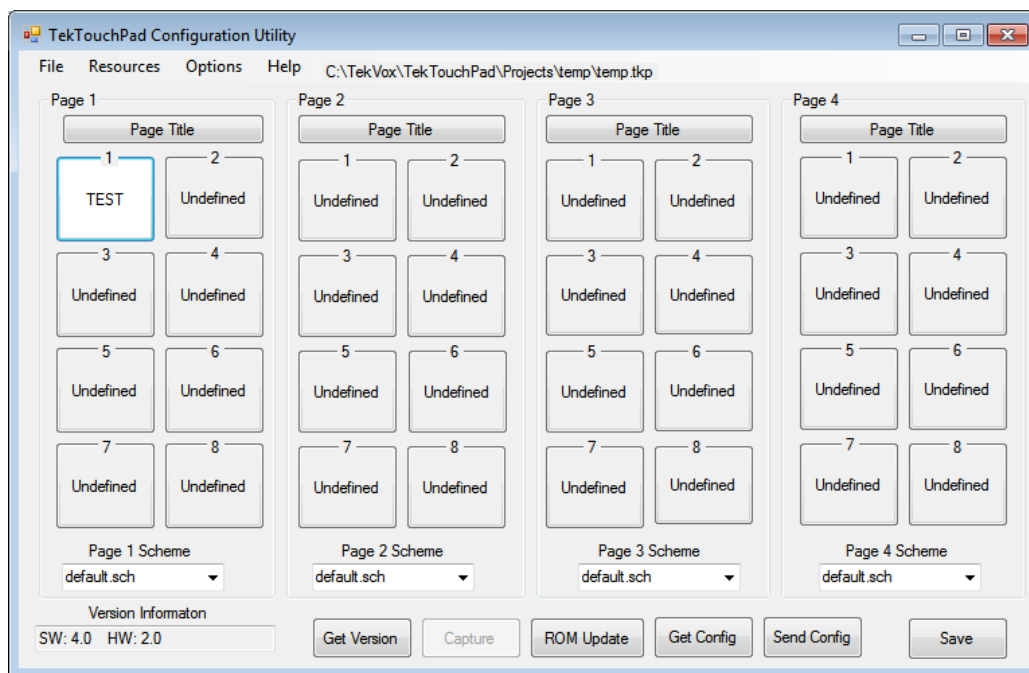 TekTouchPad Configuration Utility
File Resources Options Help C:\TekVox\TekTouchPad\Projects\temp\temp.tkp
Page 1 Page 2 Page 3 Page 4
Page Title Page Title Page Title Page Title
1 2 1 2 1 2 1 2
TEST Undefined Undefined Undefined Undefined Undefined Undefined Undefined
3 4 3 4 3 4 3 4
Undefined Undefined Undefined Undefined Undefined Undefined Undefined Undefined
5 6 5 6 5 6 5 6
Undefined Undefined Undefined Undefined Undefined Undefined Undefined Undefined
7 8 7 8 7 8 7 8
Undefined Undefined Undefined Undefined Undefined Undefined Undefined Undefined
Page 1 Scheme Page 2 Scheme Page 3 Scheme Page 4 Scheme
default.sch default.sch default.sch default.sch
Version Informaton
SW: 4.0 HW: 2.0 Get Version Capture ROM Update Get Config Send Config Save